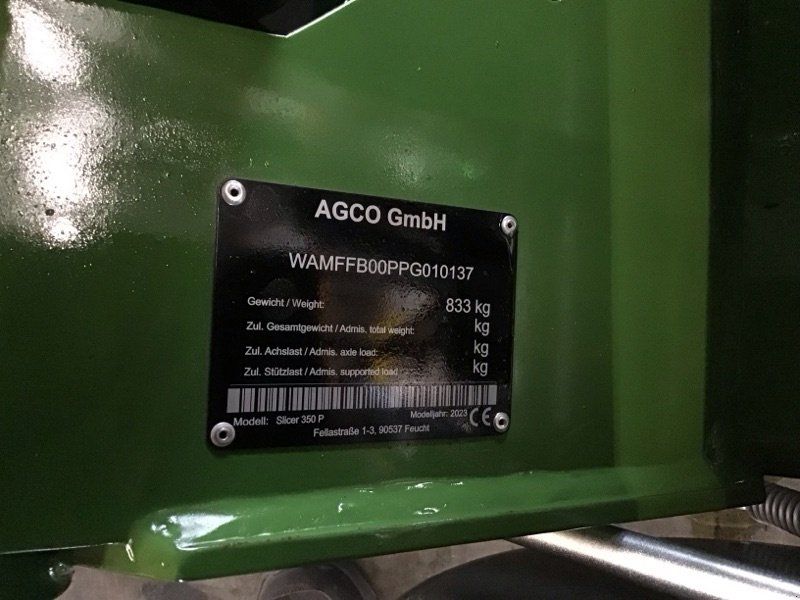 AGCO GmbH
WAMFFB00PPG010137
Gewicht / Weight: 833 kg
Zul. Gesamtgewicht / Admis. total weight: kg
Zul. Achslast / Admis. axle load: kg
Zul. Stützlast / Admis. supported load kg
Modell: Slicer 350 P Modelljahr: 2023 CE
Fellastraße 1-3, 90537 Feucht